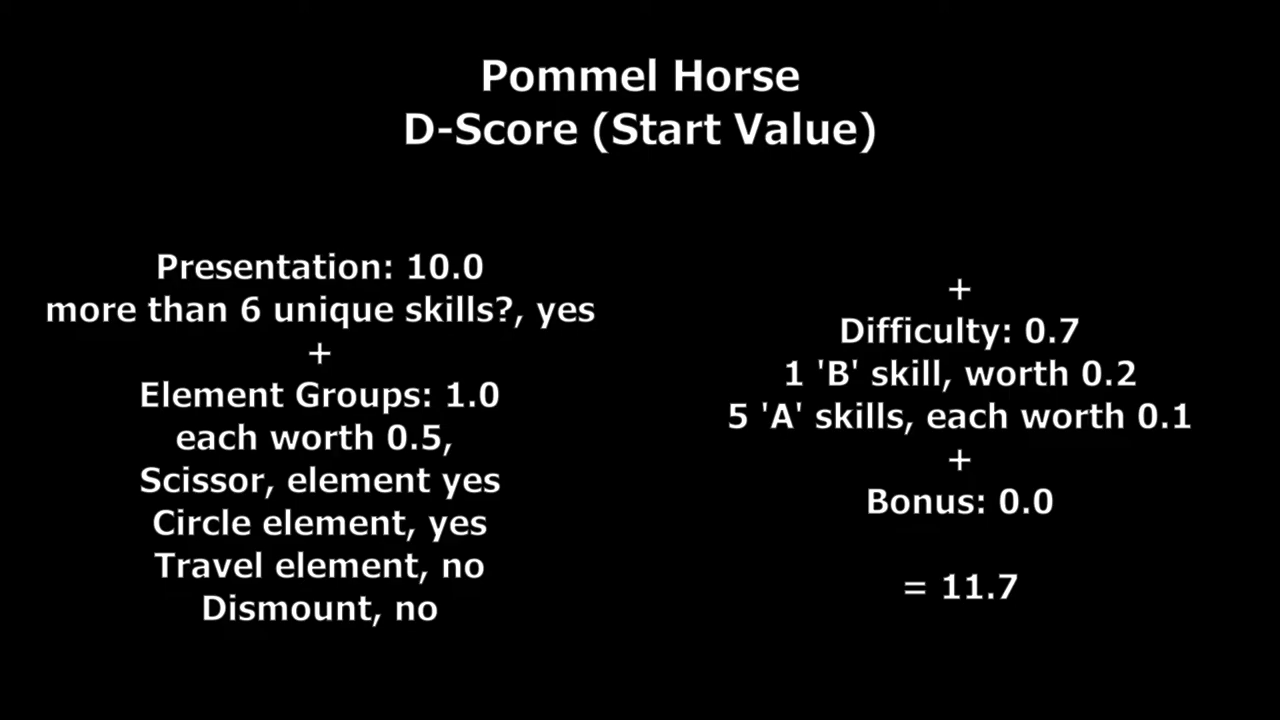 Pommel Horse
D-Score (Start Value)
Presentation: 10.0
more than 6 unique skills?, yes
+
Element Groups: 1.0
each worth 0.5,
Scissor, element yes
Circle element, yes
Travel element, no
Dismount, no
+
Difficulty: 0.7
1 'B' skill, worth 0.2
5 'A' skills, each worth 0.1
+
Bonus: 0.0
= 11.7